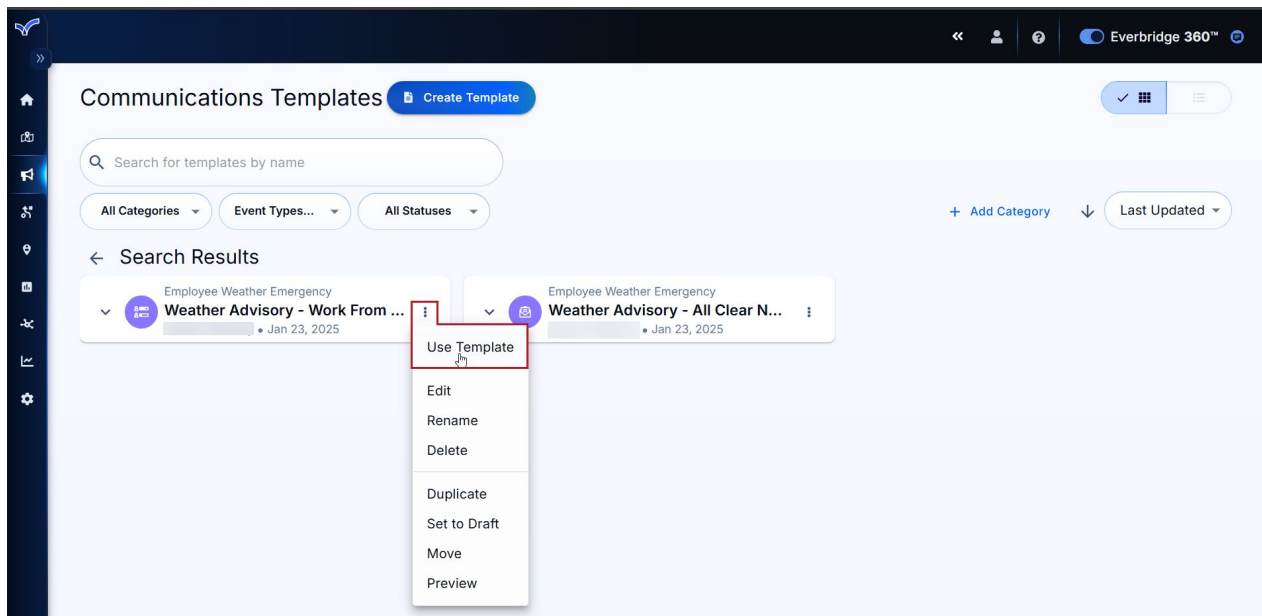 Everbridge 360™
Communications Templates
Create Template
Search for templates by name
All Categories
Event Types...
All Statuses
+ Add Category
Last Updated
Search Results
Employee Weather Emergency
Weather Advisory - Work From ...
• Jan 23, 2025
Employee Weather Emergency
Weather Advisory - All Clear N...
• Jan 23, 2025
Use Template
Edit
Rename
Delete
Duplicate
Set to Draft
Move
Preview